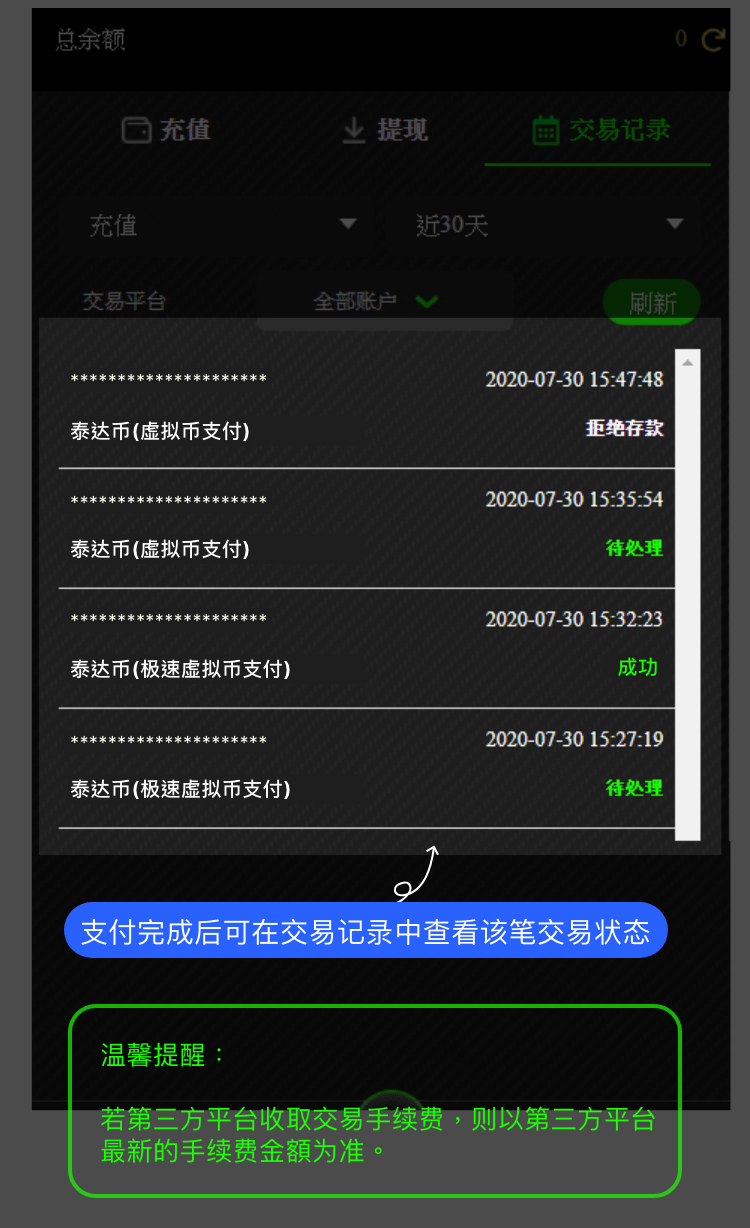 总余额 0
充值 提现 交易记录
充值 近30天
交易平台 全部账户 刷新
********************* 2020-07-30 15:47:48
泰达币(虚拟币支付) 拒绝存款
********************* 2020-07-30 15:35:54
泰达币(虚拟币支付) 待处理
********************* 2020-07-30 15:32:23
泰达币(极速虚拟币支付) 成功
********************* 2020-07-30 15:27:19
泰达币(极速虚拟币支付) 待处理
支付完成后可在交易记录中查看该笔交易状态
温馨提醒：
若第三方平台收取交易手续费，则以第三方平台
最新的手续费金額为准。